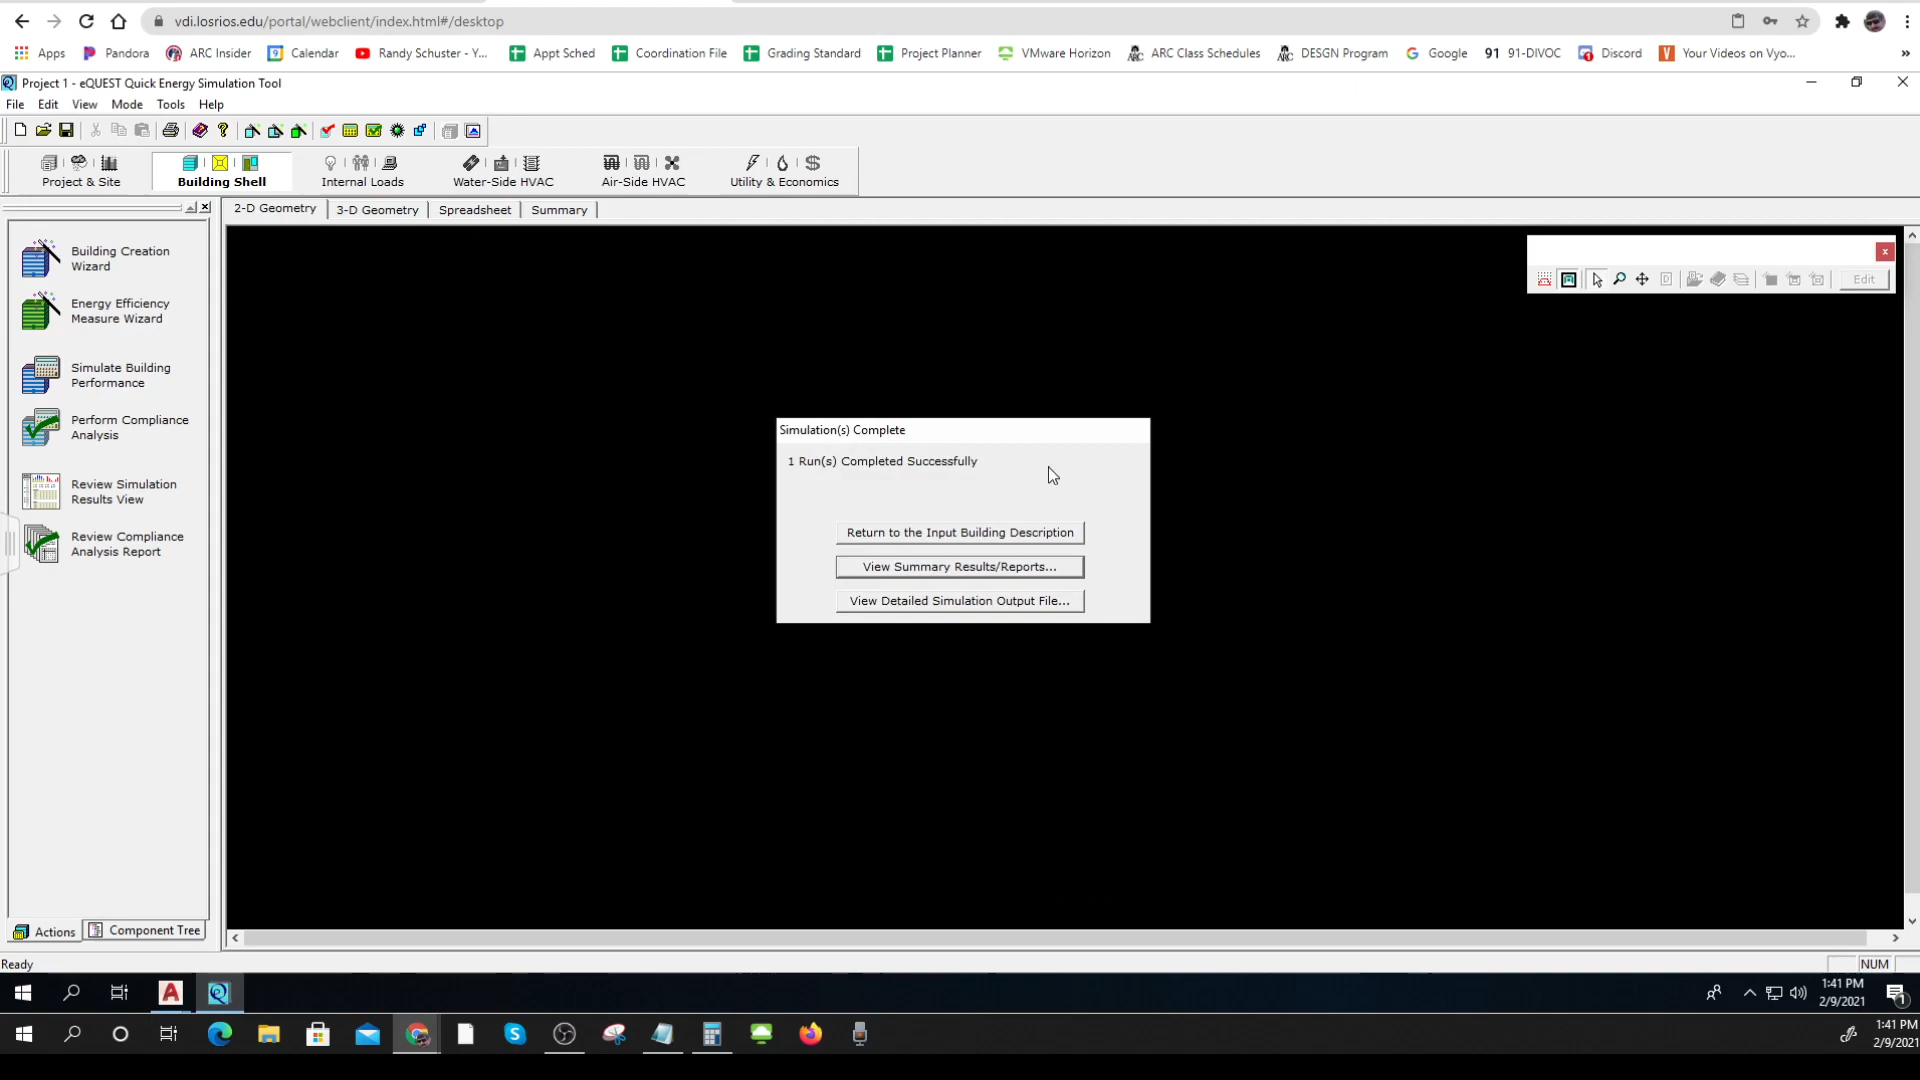 vdi.losrios.edu/portal/webclient/index.html#/desktop
Apps Pandora ARC Insider 9 Calendar Randy Schuster - Y... Appt Sched Coordination File Grading Standard Project Planner VMware Horizon ARC Class Schedules DESGN Program Google 91 91-DIVOC Discord Your Videos on Vyo... »
Project 1 - eQUEST Quick Energy Simulation Tool
File Edit View Mode Tools Help
Project & Site Building Shell Internal Loads Water-Side HVAC Air-Side HVAC Utility & Economics
2-D Geometry 3-D Geometry Spreadsheet Summary
Building Creation
Wizard
Energy Efficiency
Measure Wizard
Simulate Building
Performance
Perform Compliance
Analysis
Review Simulation
Results View
Review Compliance
Analysis Report
Edit
Simulation(s) Complete
1 Run(s) Completed Successfully
Return to the Input Building Description
View Summary Results/Reports...
View Detailed Simulation Output File...
Actions Component Tree
Ready
NUM
1:41 PM
2/9/2021
1
1:41 PM
2/9/2021